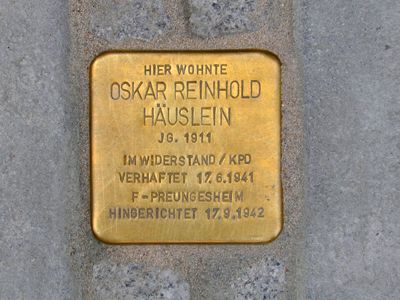 HIER WOHNTE
OSKAR REINHOLD
HÄUSLEIN
JG. 1911
IM WIDERSTAND / KPD
VERHAFTET 17.6.1941
F-PREUNGESHEIM
HINGERICHTET 17.9.1942